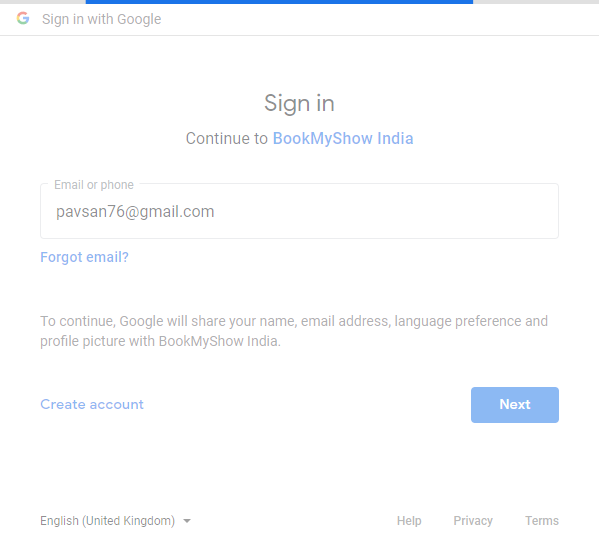 Sign in with Google
Sign in
Continue to BookMyShow India
Email or phone
pavsan76@gmail.com
Forgot email?
To continue, Google will share your name, email address, language preference and
profile picture with BookMyShow India.
Create account
Next
English (United Kingdom)
Help Privacy Terms